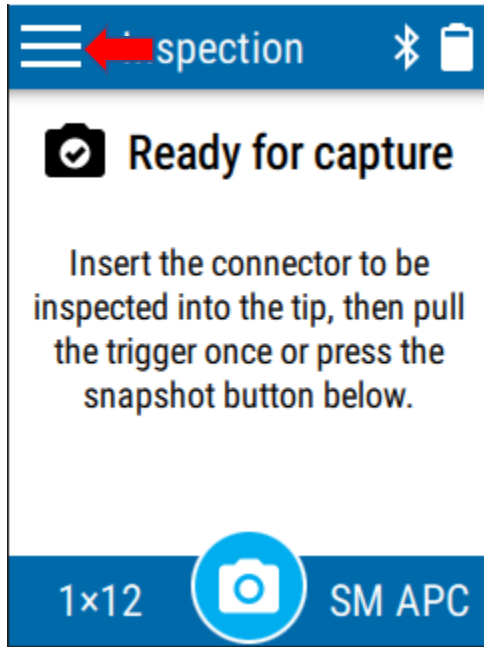 spection
Ready for capture
Insert the connector to be
inspected into the tip, then pull
the trigger once or press the
snapshot button below.
1×12
SM APC